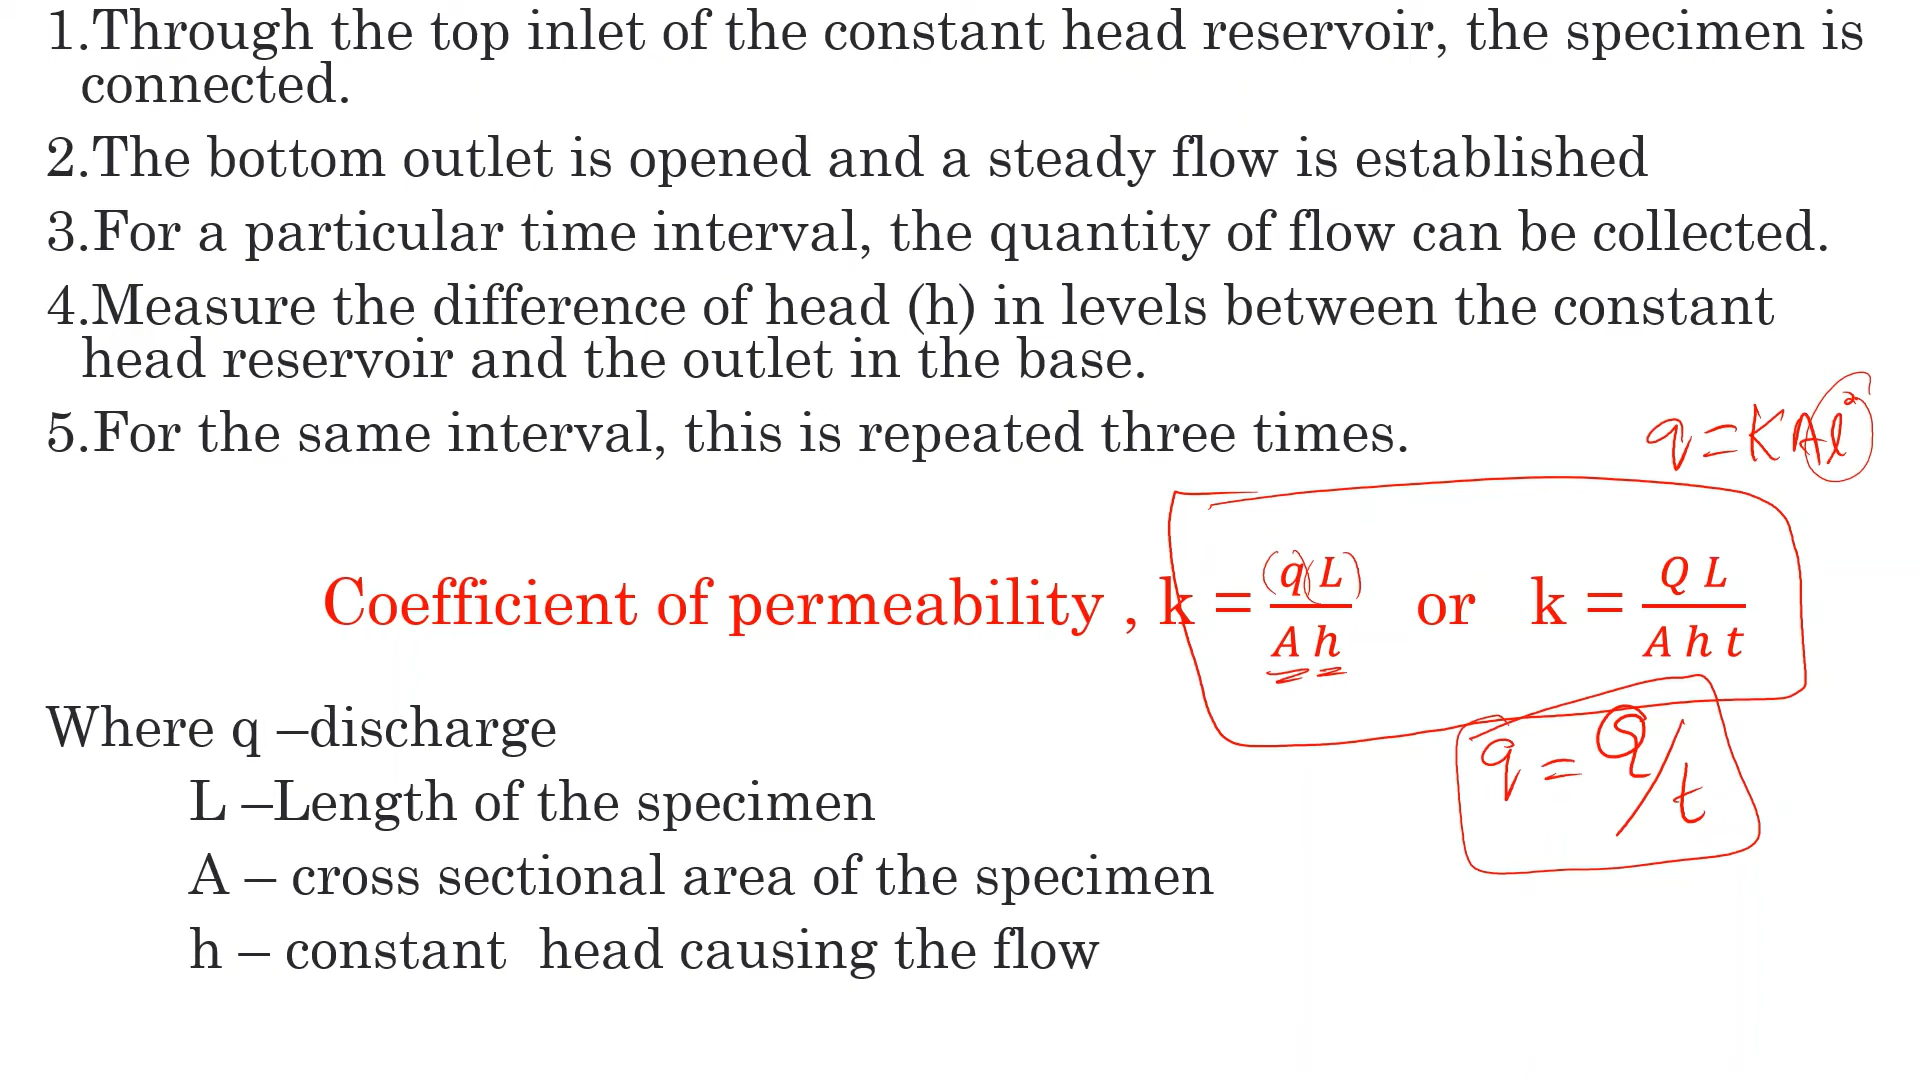 1.Through the top inlet of the constant head reservoir, the specimen is
connected.
2.The bottom outlet is opened and a steady flow is established
3.For a particular time interval, the quantity of flow can be collected.
4.Measure the difference of head (h) in levels between the constant
head reservoir and the outlet in the base.
5.For the same interval, this is repeated three times.
q = K A
Coefficient of permeability , k = q L / A h or k = Q L / A h t
q = Q/t
Where q –discharge
L –Length of the specimen
A – cross sectional area of the specimen
h – constant head causing the flow